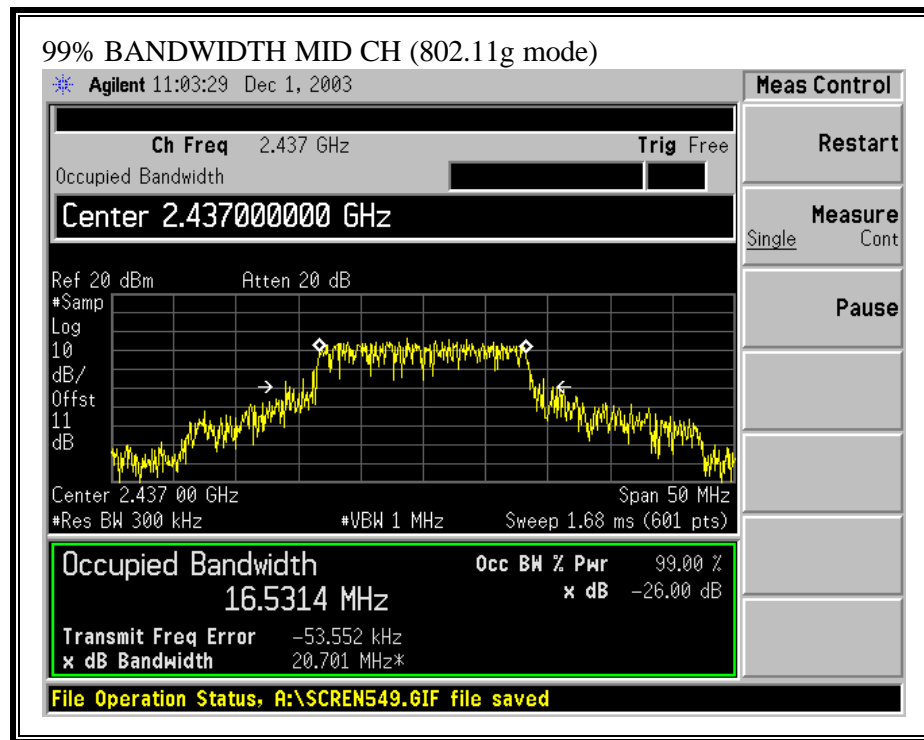 99% BANDWIDTH MID CH (802.11g mode)
Agilent 11:03:29 Dec 1, 2003
Meas Control
Ch Freq 2.437 GHz Trig Free
Occupied Bandwidth
Restart
Center 2.437000000 GHz
Measure
Single Cont
Ref 20 dBm Atten 20 dB
#Samp
Log
10
dB/
Offst
11
dB
Pause
Center 2.437 00 GHz Span 50 MHz
#Res BW 300 kHz #VBW 1 MHz Sweep 1.68 ms (601 pts)
Occupied Bandwidth Occ BW % Pwr 99.00 %
16.5314 MHz x dB -26.00 dB
Transmit Freq Error -53.552 kHz
x dB Bandwidth 20.701 MHz*
File Operation Status, A:\SCREN549.GIF file saved